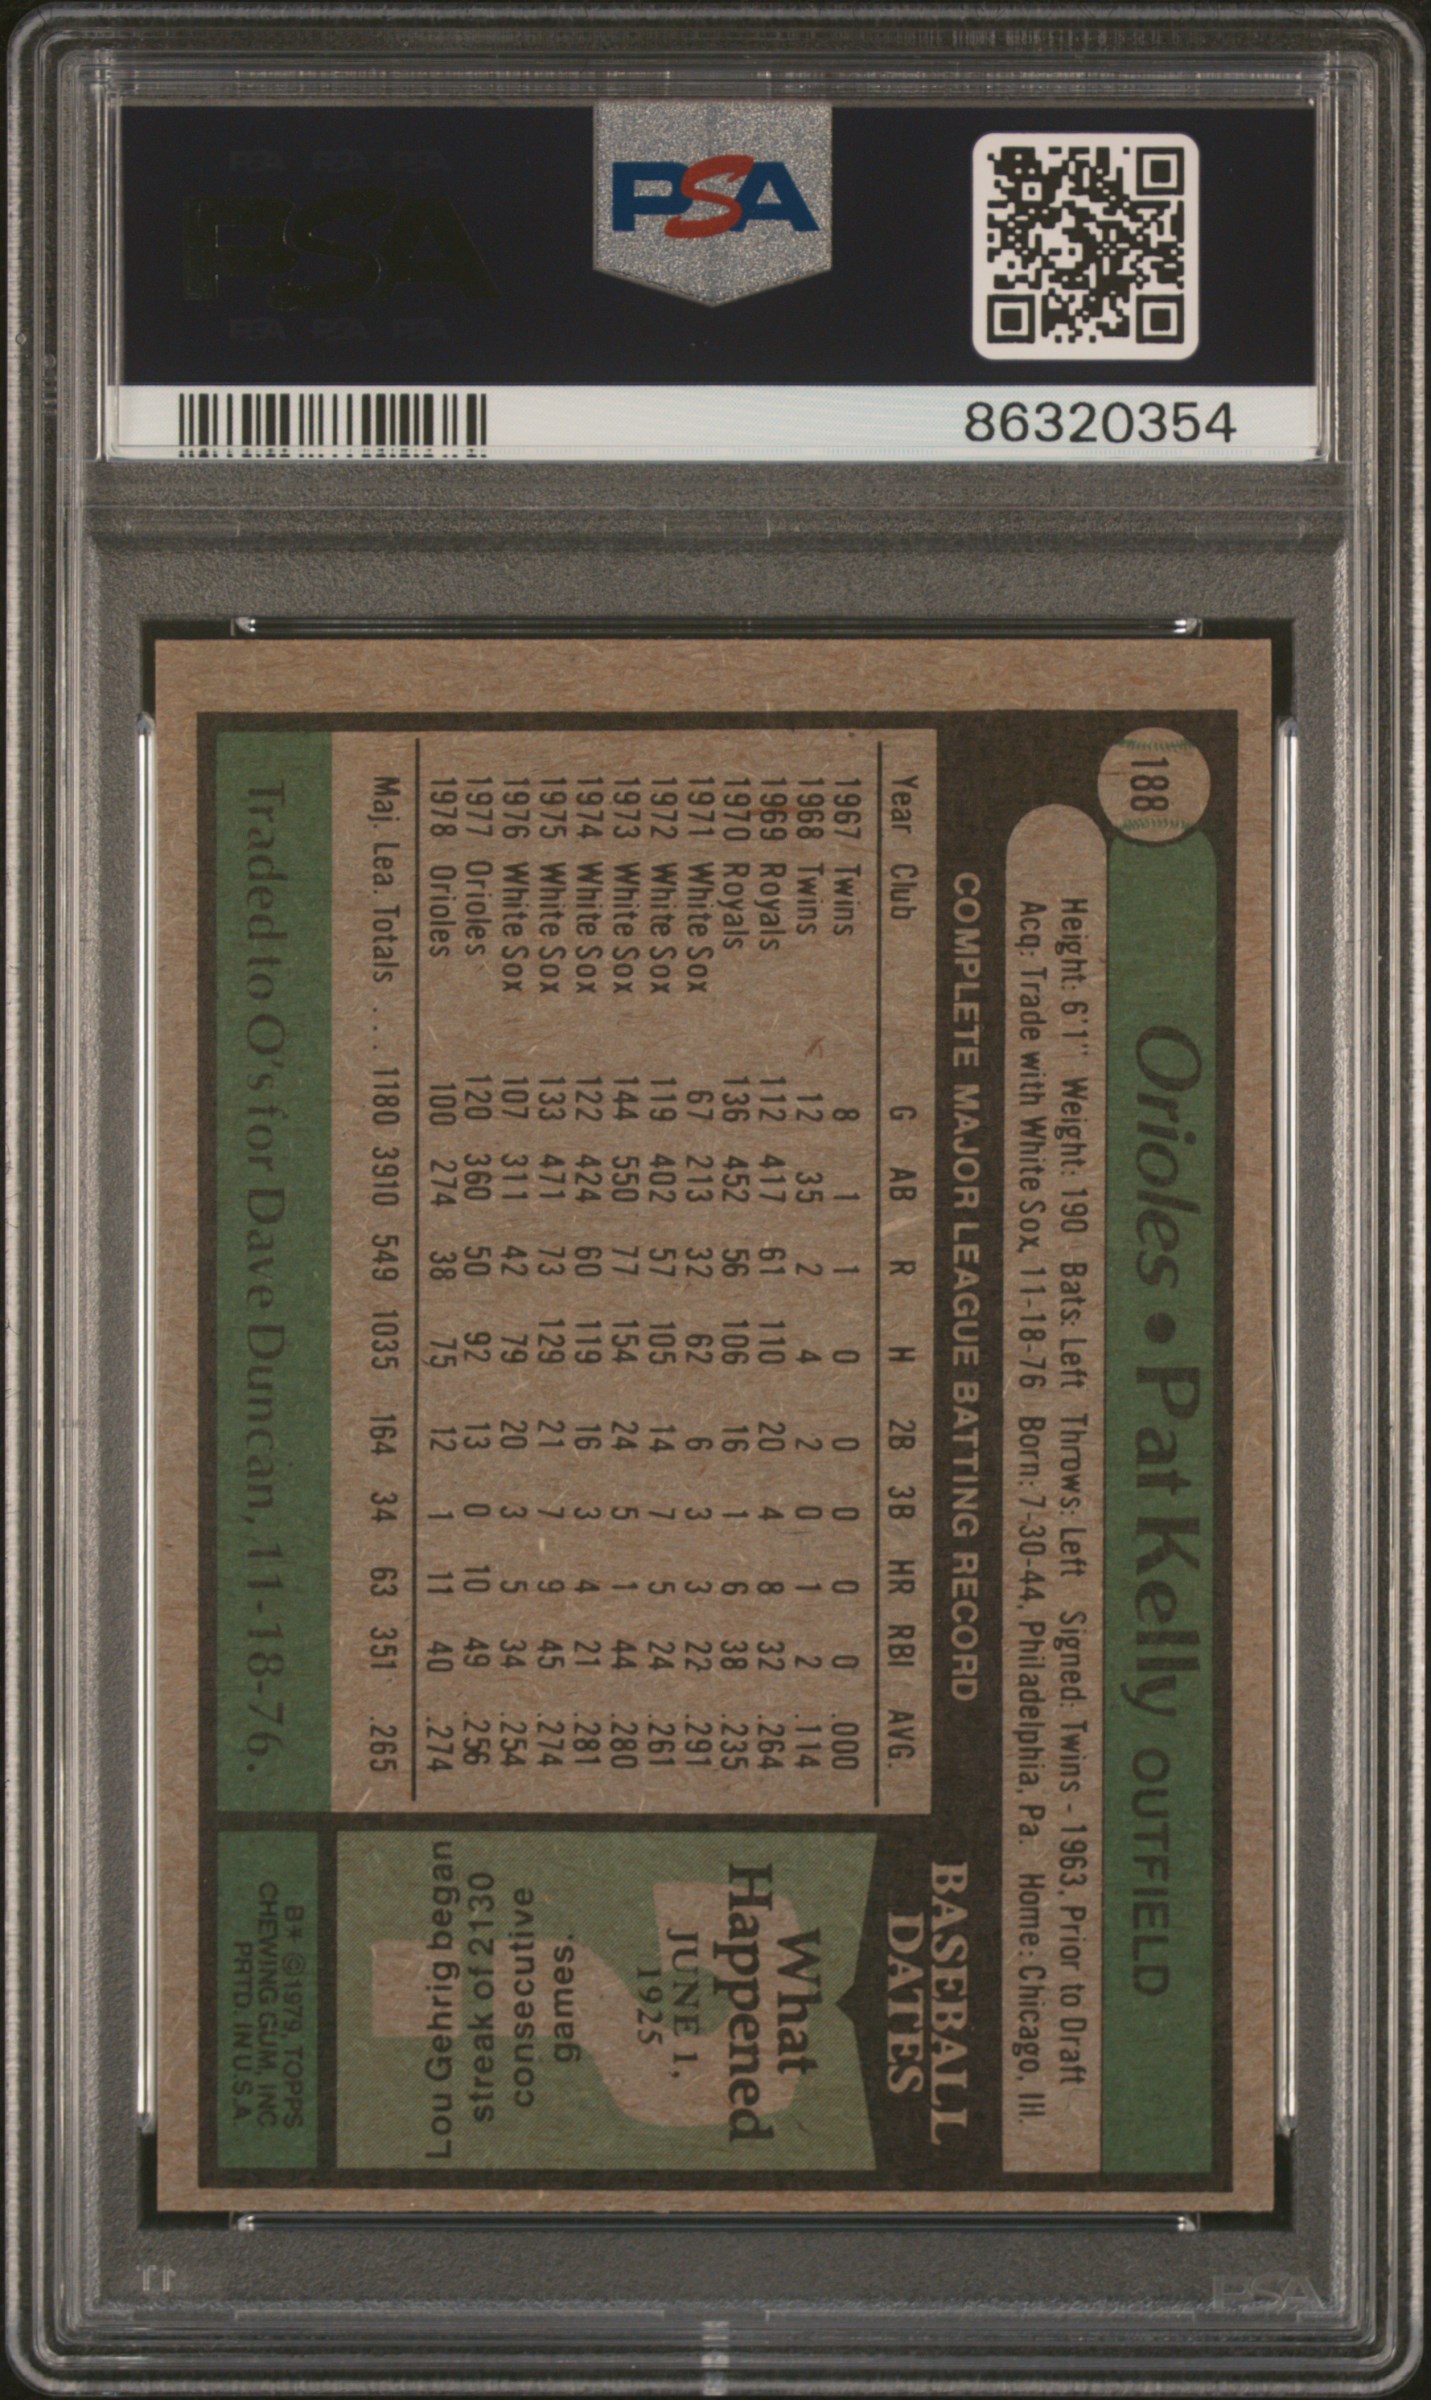 PSA
PSA
86320354
188
Orioles • Pat Kelly OUTFIELD
Height: 6'1" Weight: 190 Bats: Left Throws: Left Signed: Twins - 1963, Prior to Draft
Acq: Trade with White Sox, 11-18-76 Born: 7-30-44, Philadelphia, Pa. Home: Chicago, Ill.
COMPLETE MAJOR LEAGUE BATTING RECORD
Year Club G AB R H 2B 3B HR RBI AVG.
1967 Twins 8 1 1 0 0 0 0 0 .000
1968 Twins 12 35 2 4 2 0 1 2 .114
1969 Royals 112 417 61 110 20 4 8 32 .264
1970 Royals 136 452 56 106 16 1 6 38 .235
1971 White Sox 67 213 32 62 6 3 3 22 .291
1972 White Sox 119 402 57 105 14 7 5 24 .261
1973 White Sox 144 550 77 154 24 5 1 44 .280
1974 White Sox 122 424 60 119 16 3 4 21 .281
1975 White Sox 133 471 73 129 21 7 9 45 .274
1976 White Sox 107 311 42 79 20 3 5 34 .254
1977 Orioles 120 360 50 92 13 0 10 49 .256
1978 Orioles 100 274 38 75 12 1 11 40 .274
Maj. Lea. Totals . . . 1180 3910 549 1035 164 34 63 351 .265
Traded to O's for Dave Duncan, 11-18-76.
BASEBALL
DATES
What
Happened
JUNE 1,
1925
games.
consecutive
streak of 2130
Lou Gehrig began
B* ©1979, TOPPS
CHEWING GUM, INC
PRTD. IN U.S.A.
PSA